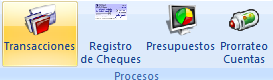 Transacciones
Registro
de Cheques
Presupuestos
Prorrateo
Cuentas
Procesos